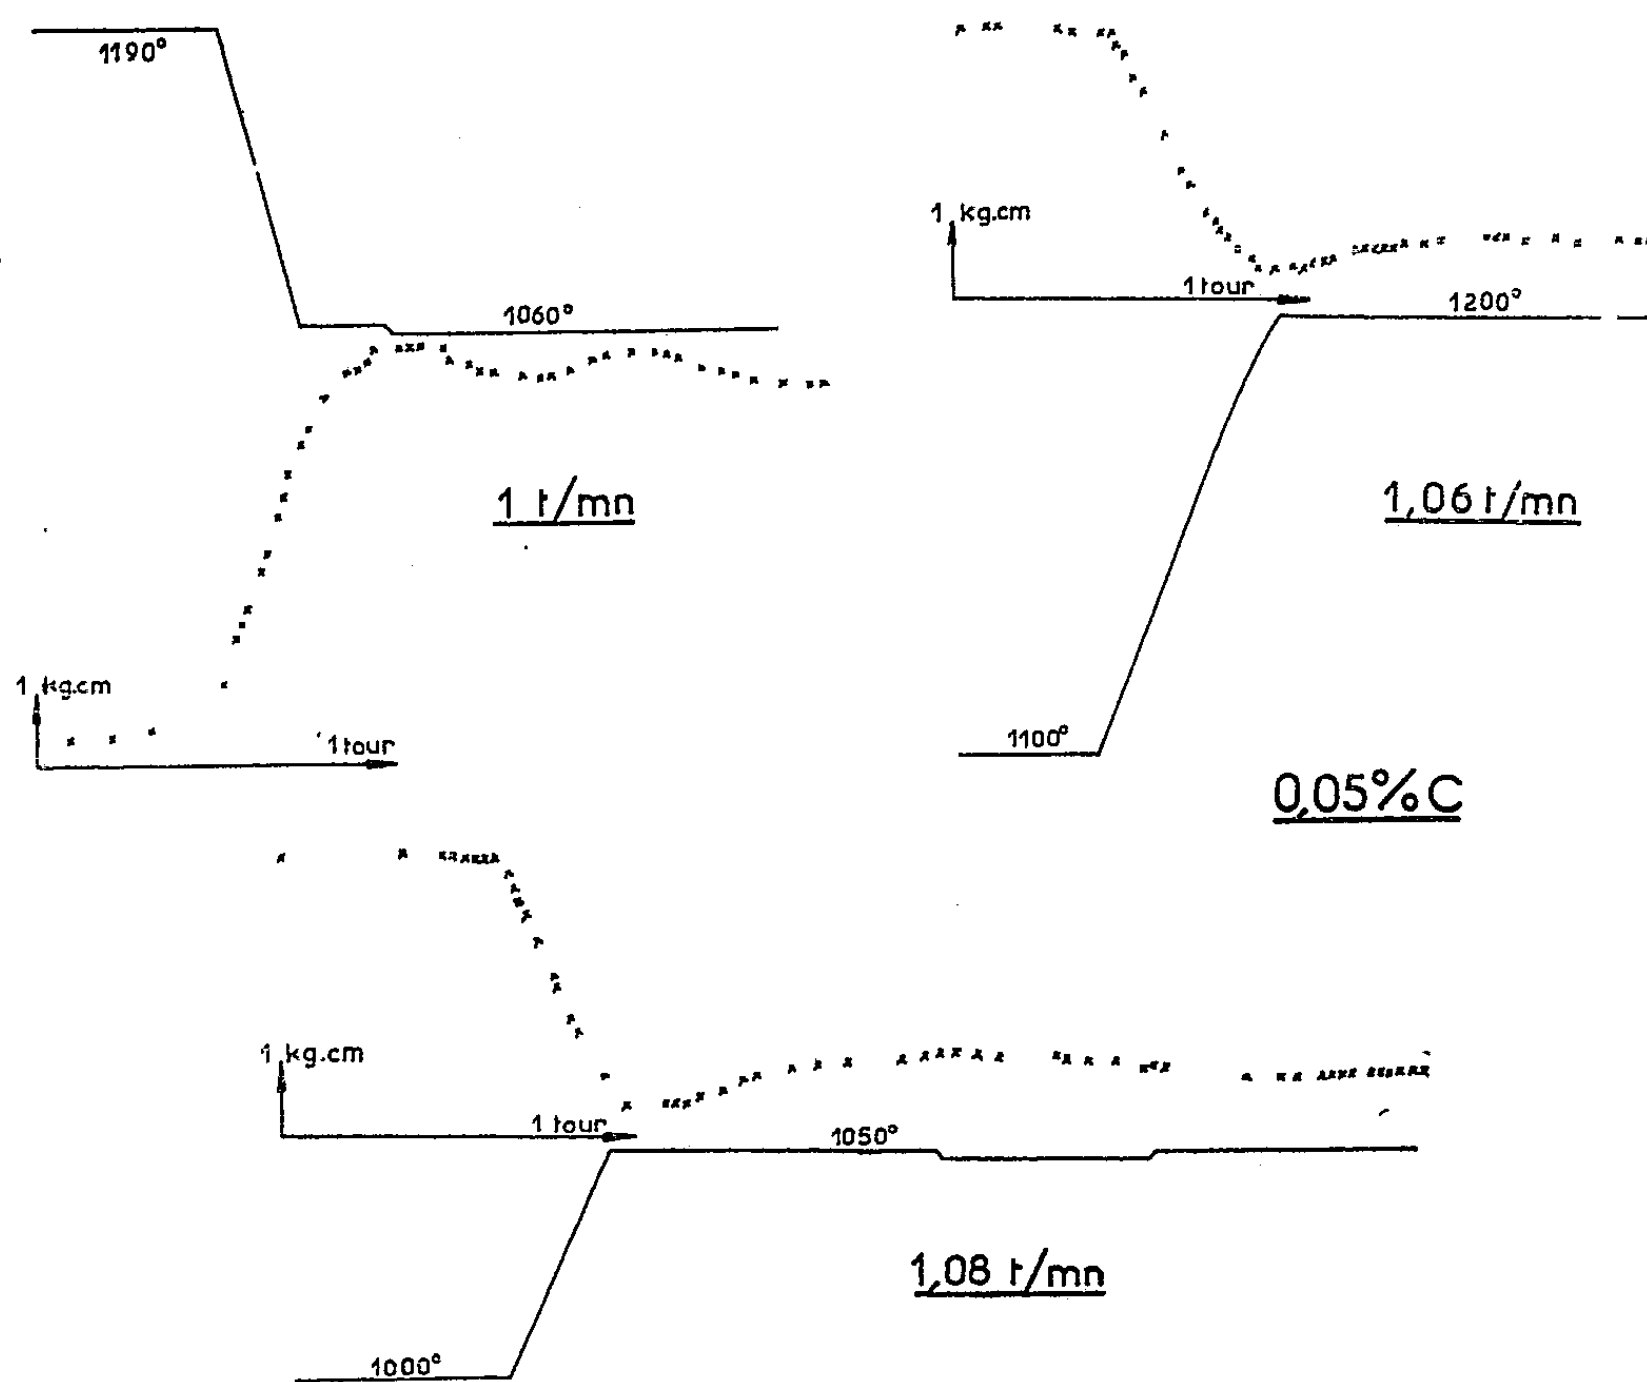 1190°
1060°
1 t/mn
1 kg.cm
1 tour
1 kg.cm
1 tour
1200°
1,06 t/mn
1100°
0,05% C
1 kg.cm
1 tour
1050°
1,08 t/mn
1000°